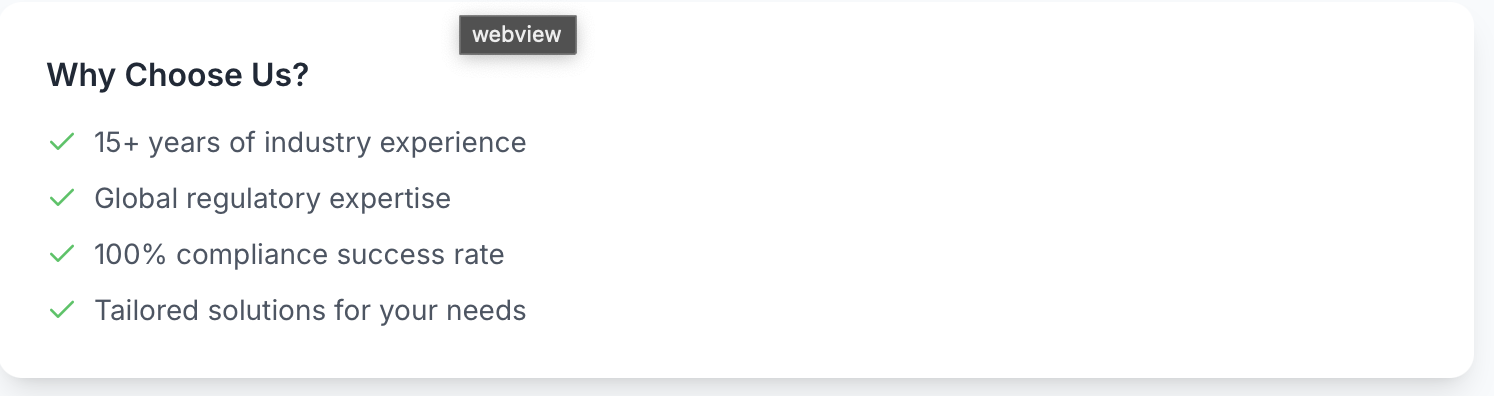 webview
Why Choose Us?
15+ years of industry experience
Global regulatory expertise
100% compliance success rate
Tailored solutions for your needs